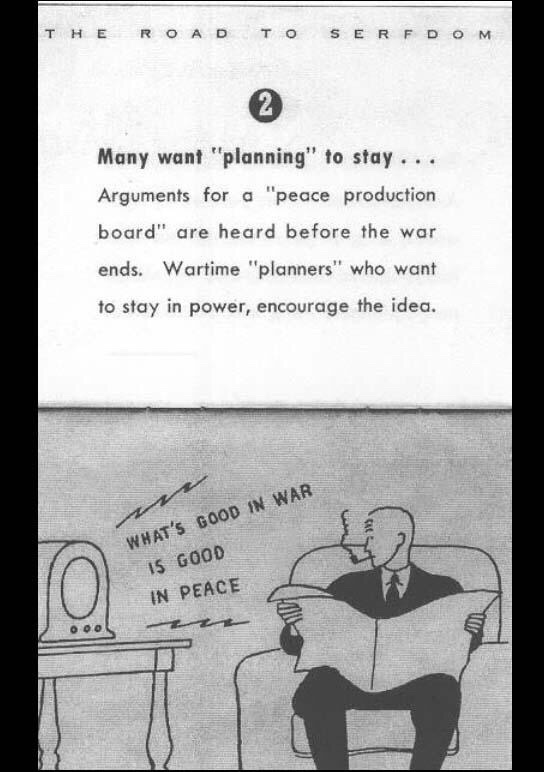 THE ROAD TO SERFDOM
2
Many want "planning" to stay . . .
Arguments for a "peace production
board" are heard before the war
ends. Wartime "planners" who want
to stay in power, encourage the idea.
WHAT'S GOOD IN WAR
IS GOOD
IN PEACE